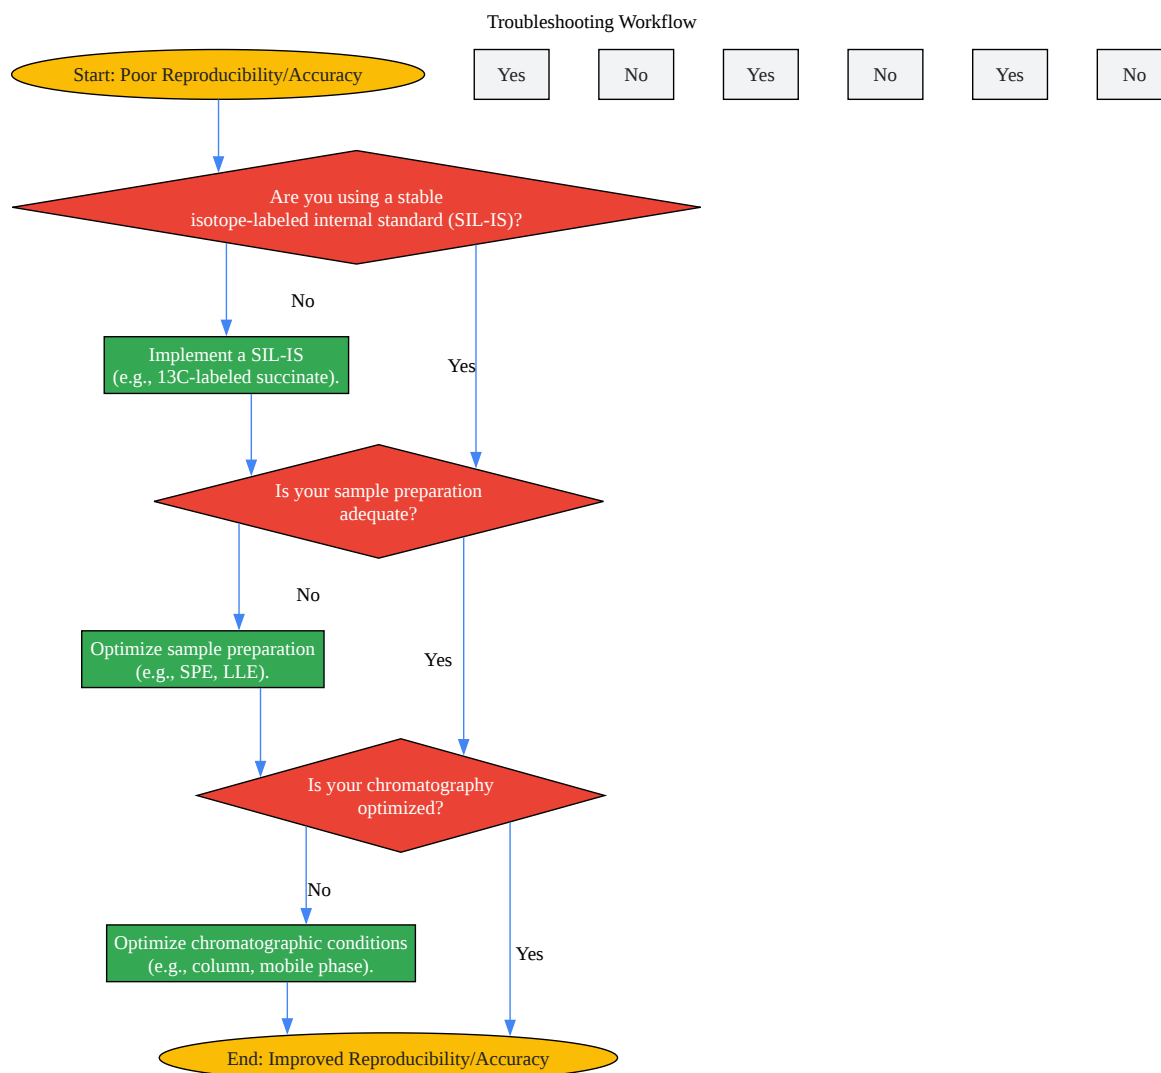 Troubleshooting Workflow
Start: Poor Reproducibility/Accuracy
Yes
No
Yes
No
Yes
No
Are you using a stable
isotope-labeled internal standard (SIL-IS)?
No
Implement a SIL-IS
(e.g., 13C-labeled succinate).
Yes
Is your sample preparation
adequate?
No
Optimize sample preparation
(e.g., SPE, LLE).
Yes
Is your chromatography
optimized?
No
Optimize chromatographic conditions
(e.g., column, mobile phase).
Yes
End: Improved Reproducibility/Accuracy